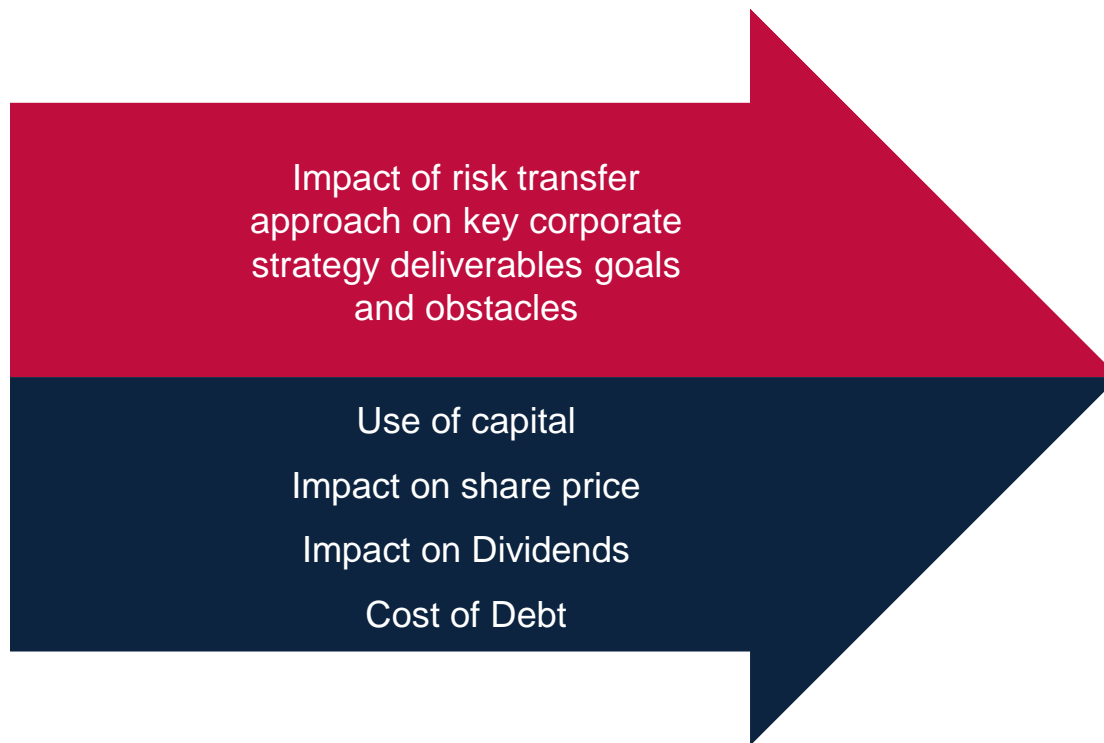 Impact of risk transfer
approach on key corporate
strategy deliverables goals
and obstacles
Use of capital
Impact on share price
Impact on Dividends
Cost of Debt